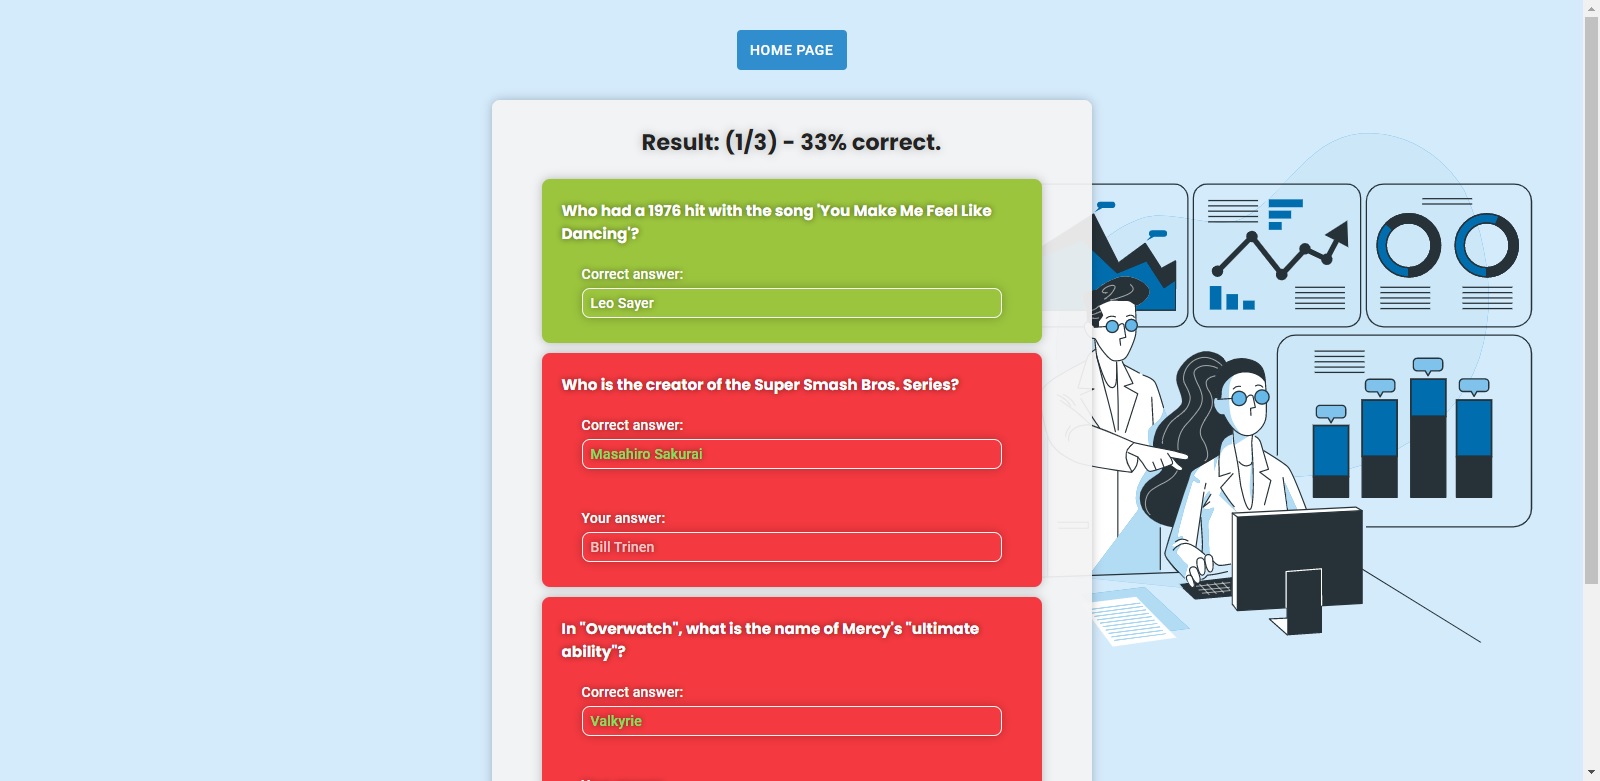 HOME PAGE
Result: (1/3) - 33% correct.
Who had a 1976 hit with the song 'You Make Me Feel Like
Dancing'?
Correct answer:
Leo Sayer
Who is the creator of the Super Smash Bros. Series?
Correct answer:
Masahiro Sakurai
Your answer:
Bill Trinen
In "Overwatch", what is the name of Mercy's "ultimate
ability"?
Correct answer:
Valkyrie